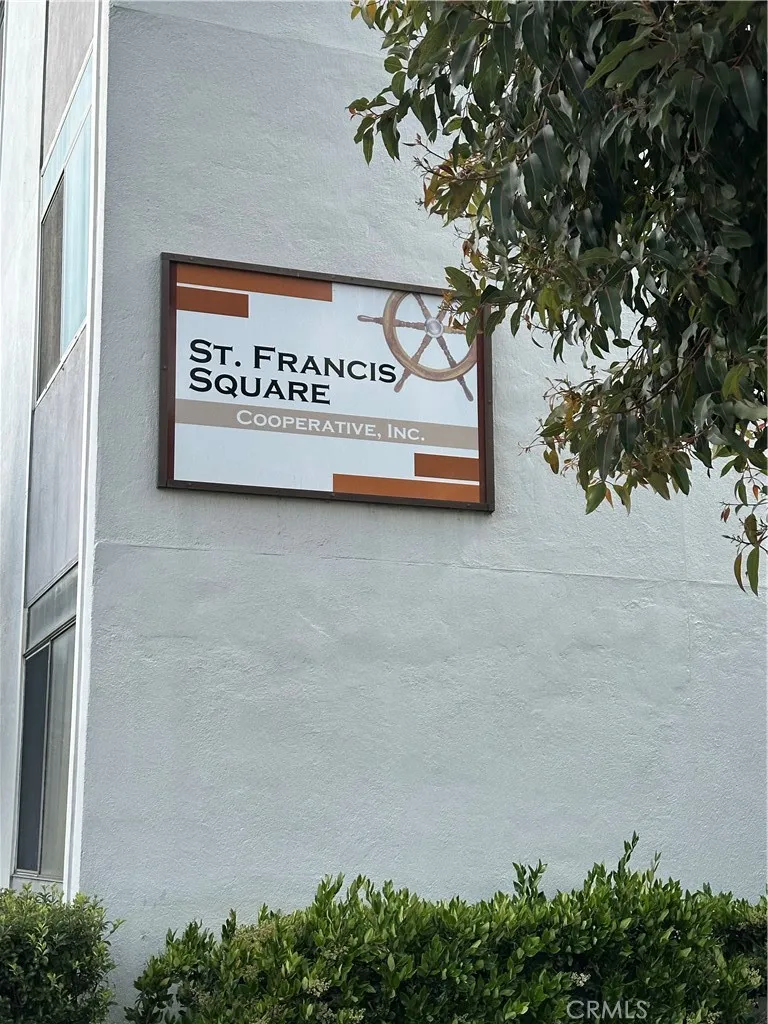 St. Francis
Square
Cooperative, Inc.
CRMLS